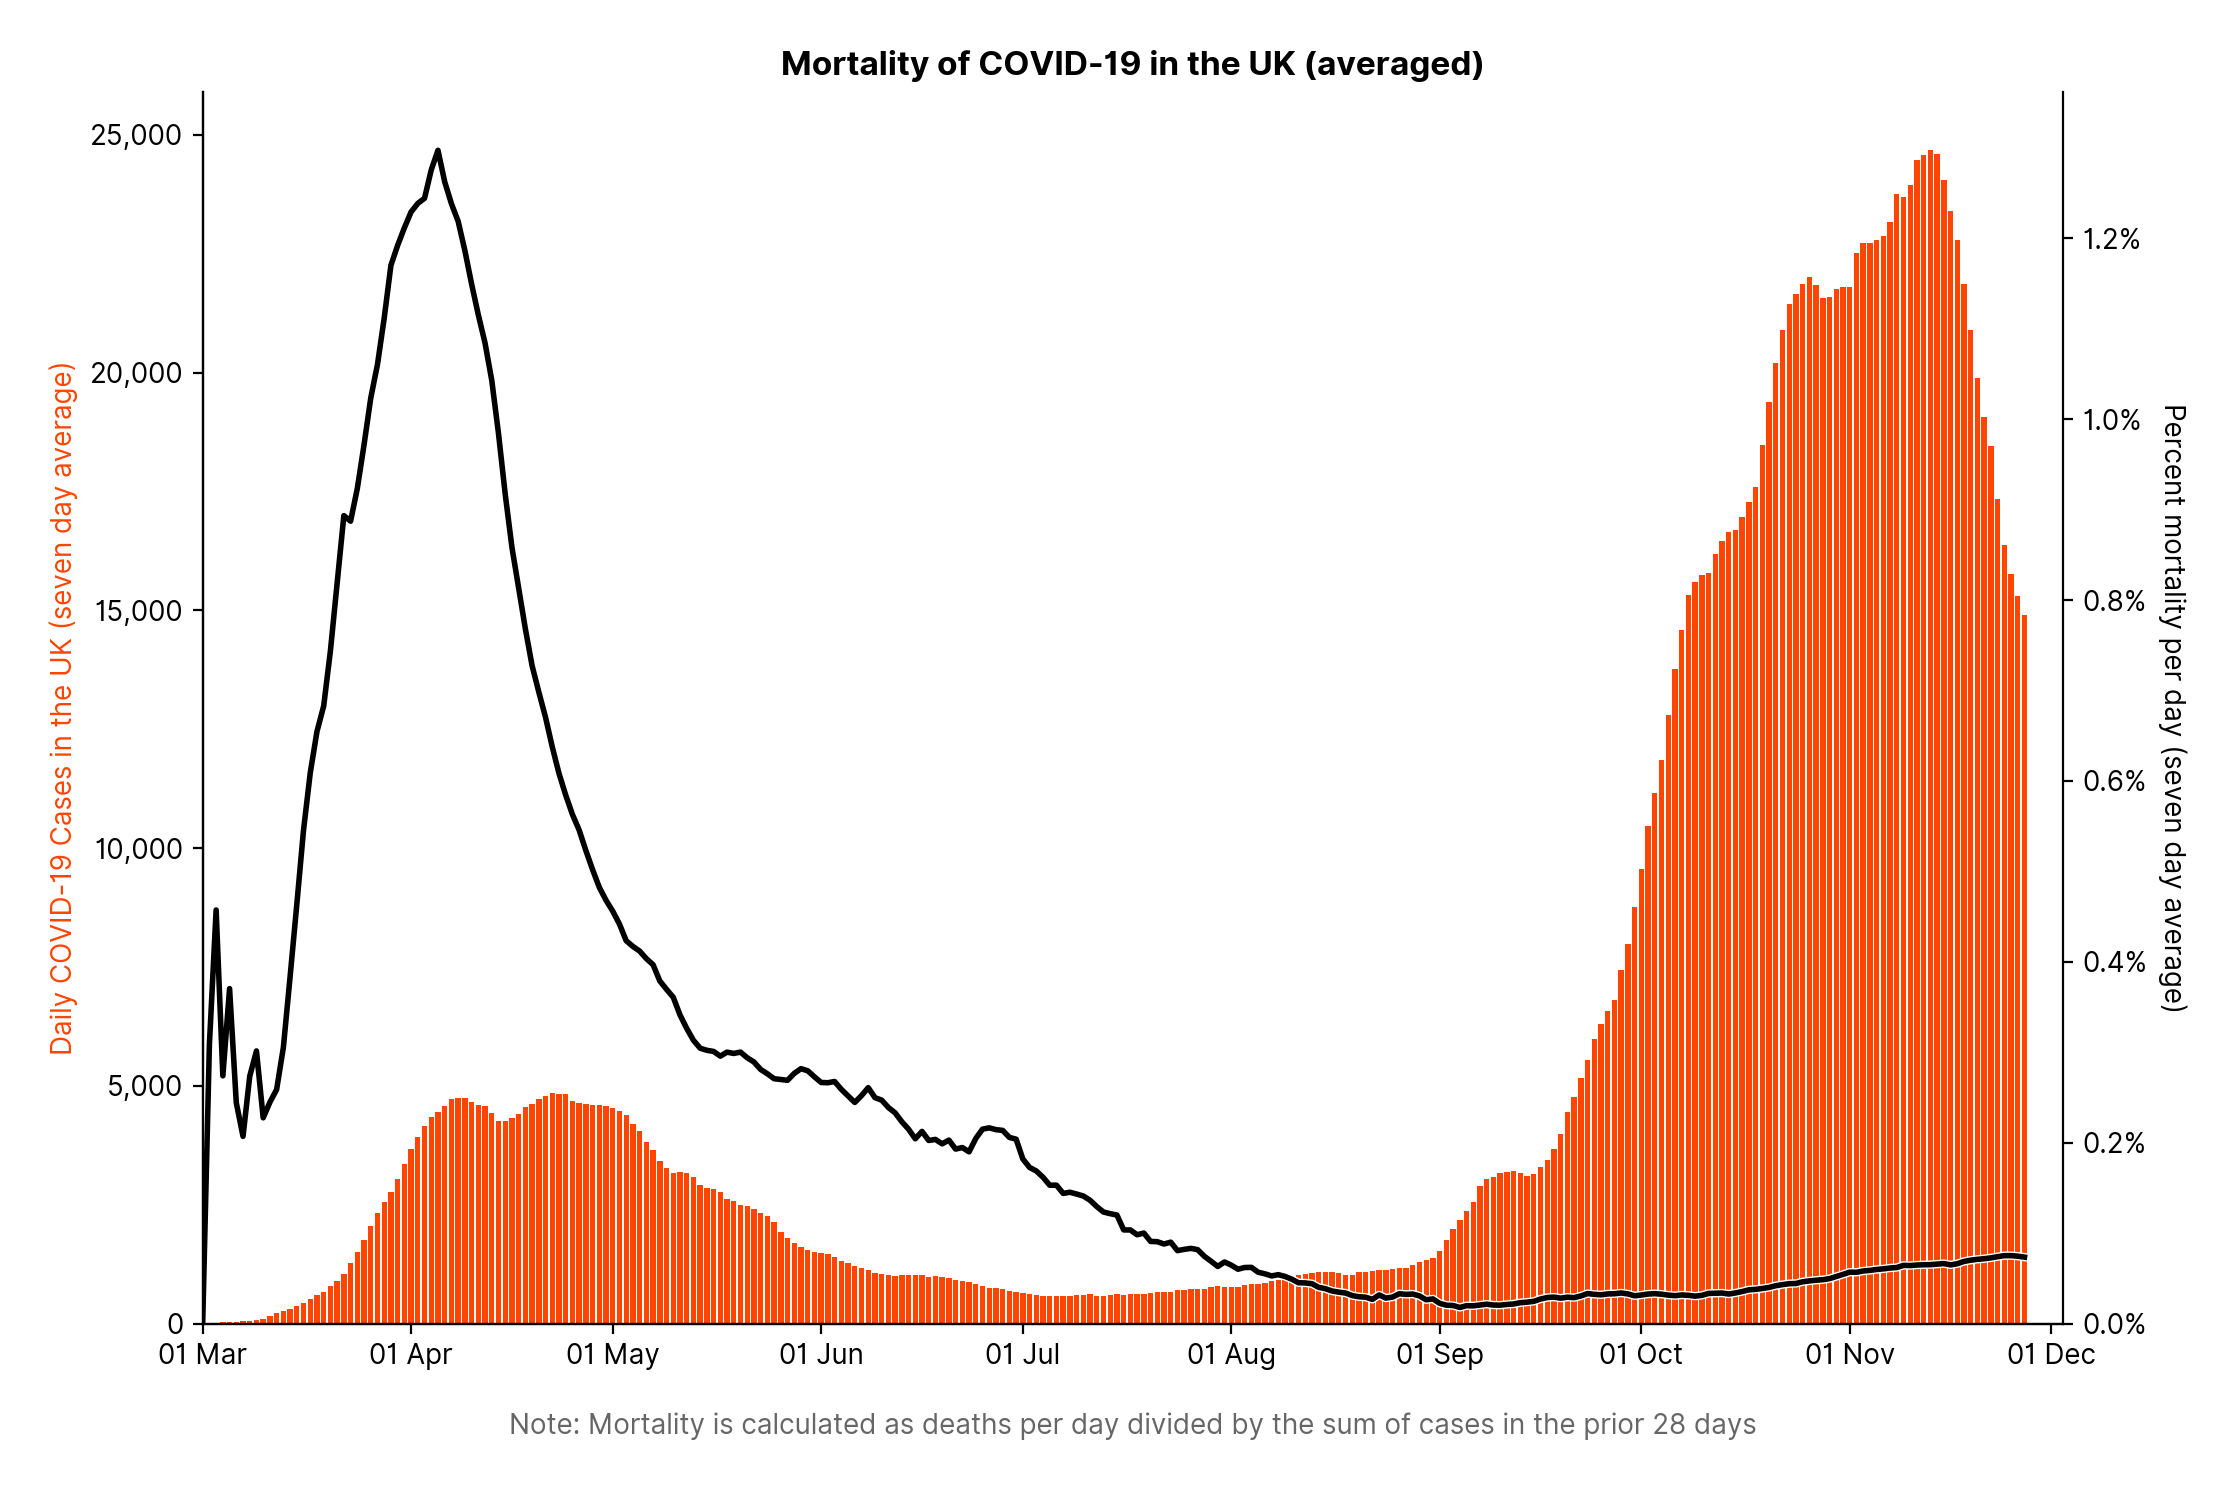 Mortality of COVID-19 in the UK (averaged)
Daily COVID-19 Cases in the UK (seven day average)
25,000
20,000
15,000
10,000
5,000
0
1.2%
1.0%
0.8%
0.6%
0.4%
0.2%
0.0%
Percent mortality per day (seven day average)
01 Mar
01 Apr
01 May
01 Jun
01 Jul
01 Aug
01 Sep
01 Oct
01 Nov
01 Dec
Note: Mortality is calculated as deaths per day divided by the sum of cases in the prior 28 days